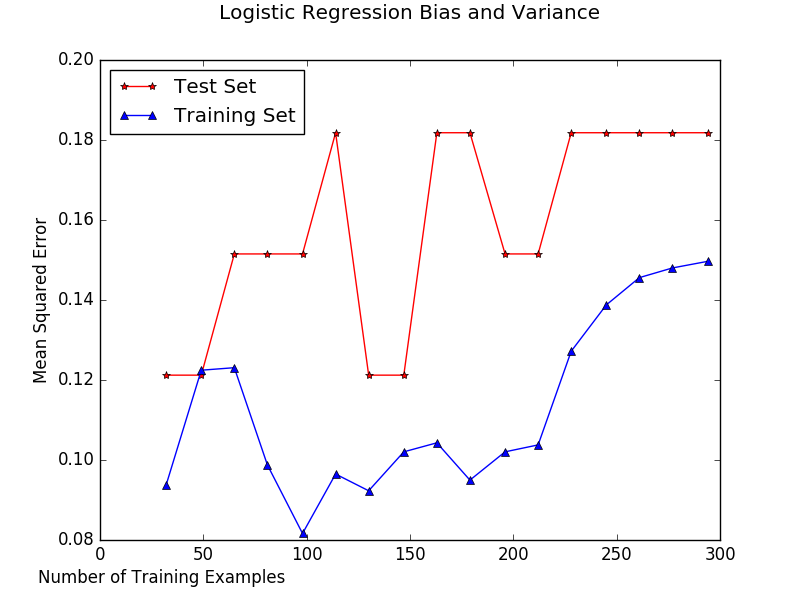 Logistic Regression Bias and Variance
Test Set
Training Set
Mean Squared Error
0.20
0.18
0.16
0.14
0.12
0.10
0.08
0
50
100
150
200
250
300
Number of Training Examples